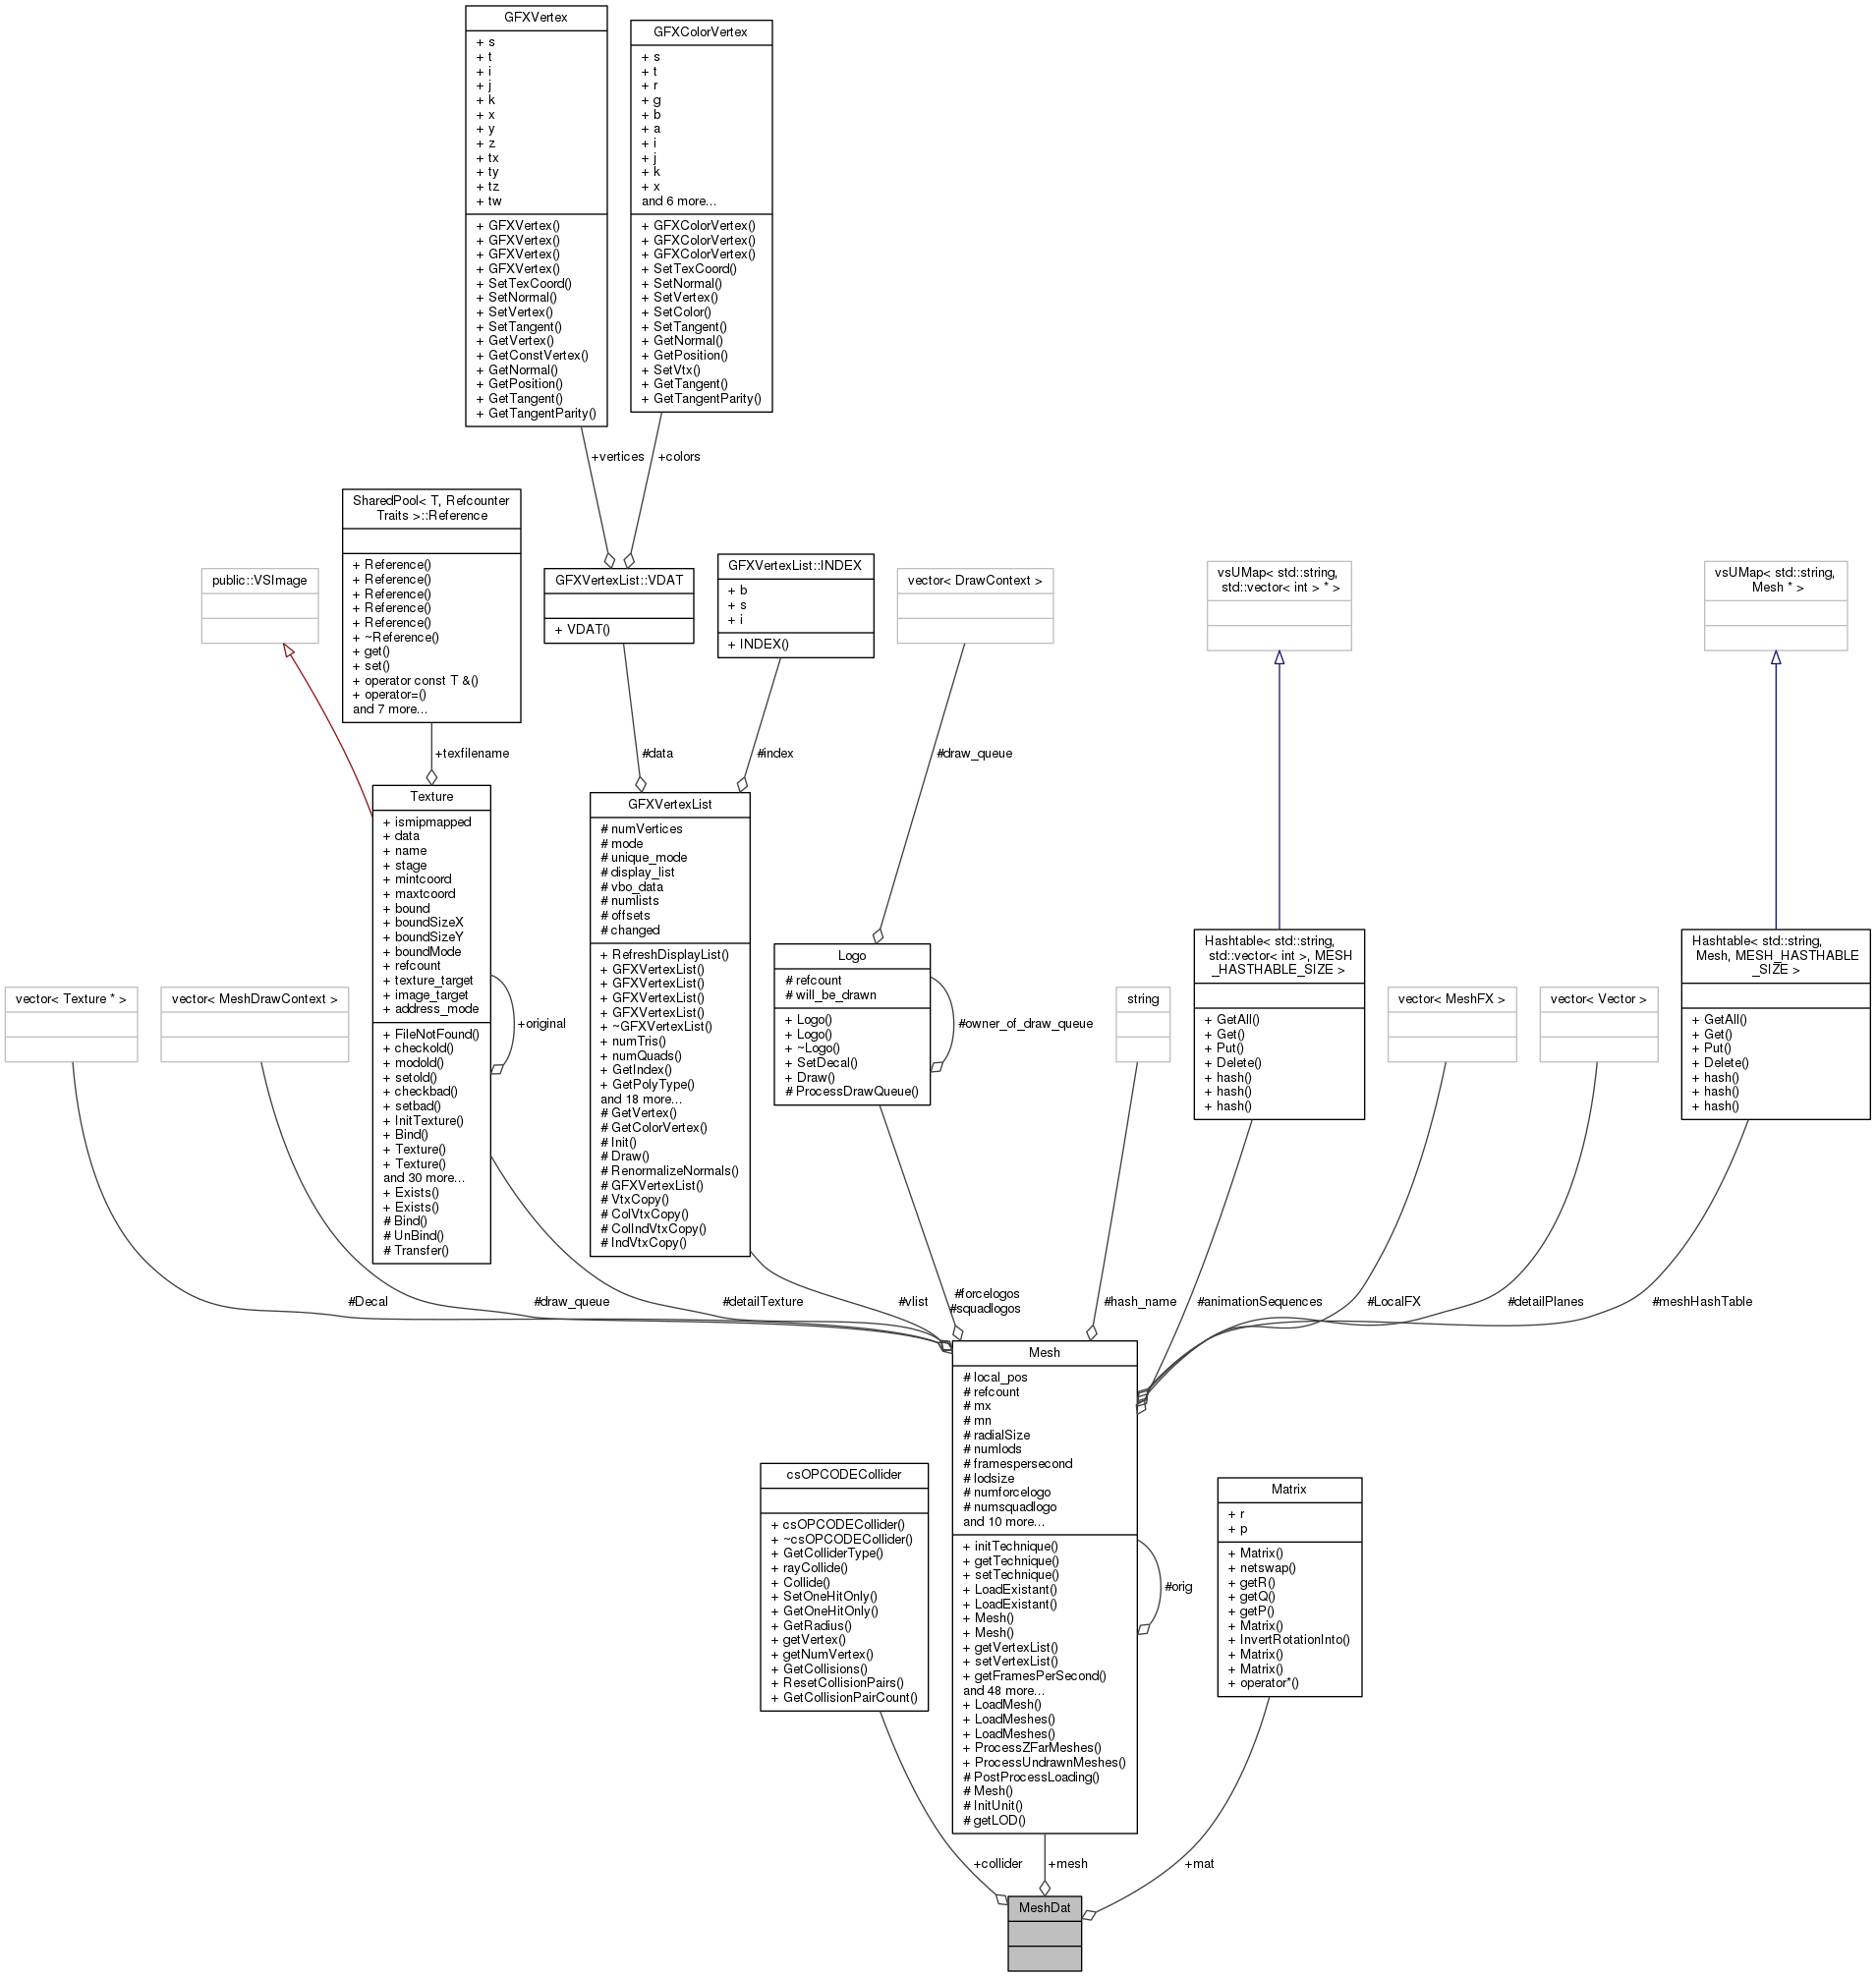 GFXVertex
+ s
+ t
+ i
+ j
+ k
+ x
+ y
+ z
+ tx
+ ty
+ tz
+ tw
+ GFXVertex()
+ GFXVertex()
+ GFXVertex()
+ GFXVertex()
+ SetTexCoord()
+ SetNormal()
+ SetVertex()
+ SetTangent()
+ GetVertex()
+ GetConstVertex()
+ GetNormal()
+ GetPosition()
+ GetTangent()
+ GetTangentParity()
GFXColorVertex
+ s
+ t
+ r
+ g
+ b
+ a
+ i
+ j
+ k
+ x
and 6 more...
+ GFXColorVertex()
+ GFXColorVertex()
+ GFXColorVertex()
+ SetTexCoord()
+ SetNormal()
+ SetVertex()
+ SetColor()
+ SetTangent()
+ GetNormal()
+ GetPosition()
+ SetVtx()
+ GetTangent()
+ GetTangentParity()
+vertices
+colors
SharedPool< T, Refcounter
Traits >::Reference
+ Reference()
+ Reference()
+ Reference()
+ Reference()
+ Reference()
+ ~Reference()
+ get()
+ set()
+ operator const T &()
+ operator=()
and 7 more...
public::VSImage
GFXVertexList::VDAT
+ VDAT()
GFXVertexList::INDEX
+ b
+ s
+ i
+ INDEX()
vector< DrawContext >
vsUMap< std::string,
std::vector< int > * >
vsUMap< std::string,
Mesh * >
+texfilename
#data
#index
#draw_queue
Texture
+ ismipmapped
+ data
+ name
+ stage
+ mintcoord
+ maxtcoord
+ bound
+ boundSizeX
+ boundSizeY
+ boundMode
+ refcount
+ texture_target
+ image_target
+ address_mode
+ FileNotFound()
+ checkold()
+ modold()
+ setold()
+ checkbad()
+ setbad()
+ InitTexture()
+ Bind()
+ Texture()
+ Texture()
and 30 more...
+ Exists()
+ Exists()
# Bind()
# UnBind()
# Transfer()
+original
GFXVertexList
# numVertices
# mode
# unique_mode
# display_list
# vbo_data
# numlists
# offsets
# changed
+ RefreshDisplayList()
+ GFXVertexList()
+ GFXVertexList()
+ GFXVertexList()
+ GFXVertexList()
+ ~GFXVertexList()
+ numTris()
+ numQuads()
+ GetIndex()
+ GetPolyType()
and 18 more...
# GetVertex()
# GetColorVertex()
# Init()
# Draw()
# RenormalizeNormals()
# GFXVertexList()
# VtxCopy()
# ColVtxCopy()
# ColIndVtxCopy()
# IndVtxCopy()
Logo
# refcount
# will_be_drawn
+ Logo()
+ Logo()
+ ~Logo()
+ SetDecal()
+ Draw()
# ProcessDrawQueue()
#owner_of_draw_queue
vector< Texture * >
vector< MeshDrawContext >
string
Hashtable< std::string,
std::vector< int >, MESH
_HASTHABLE_SIZE >
+ GetAll()
+ Get()
+ Put()
+ Delete()
+ hash()
+ hash()
+ hash()
vector< MeshFX >
vector< Vector >
Hashtable< std::string,
Mesh, MESH_HASTHABLE
_SIZE >
+ GetAll()
+ Get()
+ Put()
+ Delete()
+ hash()
+ hash()
+ hash()
#Decal
#draw_queue
#detailTexture
#vlist
#forcelogos
#squadlogos
#hash_name
#animationSequences
#LocalFX
#detailPlanes
#meshHashTable
Mesh
# local_pos
# refcount
# mx
# mn
# radialSize
# numlods
# framespersecond
# lodsize
# numforcelogo
# numsquadlogo
and 10 more...
+ initTechnique()
+ getTechnique()
+ setTechnique()
+ LoadExistant()
+ LoadExistant()
+ Mesh()
+ Mesh()
+ getVertexList()
+ setVertexList()
+ getFramesPerSecond()
and 48 more...
+ LoadMesh()
+ LoadMeshes()
+ LoadMeshes()
+ ProcessZFarMeshes()
+ ProcessUndrawnMeshes()
# PostProcessLoading()
# Mesh()
# InitUnit()
# getLOD()
#orig
csOPCODECollider
+ csOPCODECollider()
+ ~csOPCODECollider()
+ GetColliderType()
+ rayCollide()
+ Collide()
+ SetOneHitOnly()
+ GetOneHitOnly()
+ GetRadius()
+ getVertex()
+ getNumVertex()
+ GetCollisions()
+ ResetCollisionPairs()
+ GetCollisionPairCount()
Matrix
+ r
+ p
+ Matrix()
+ netswap()
+ getR()
+ getQ()
+ getP()
+ Matrix()
+ InvertRotationInto()
+ Matrix()
+ Matrix()
+ operator*()
+collider
+mesh
+mat
MeshDat